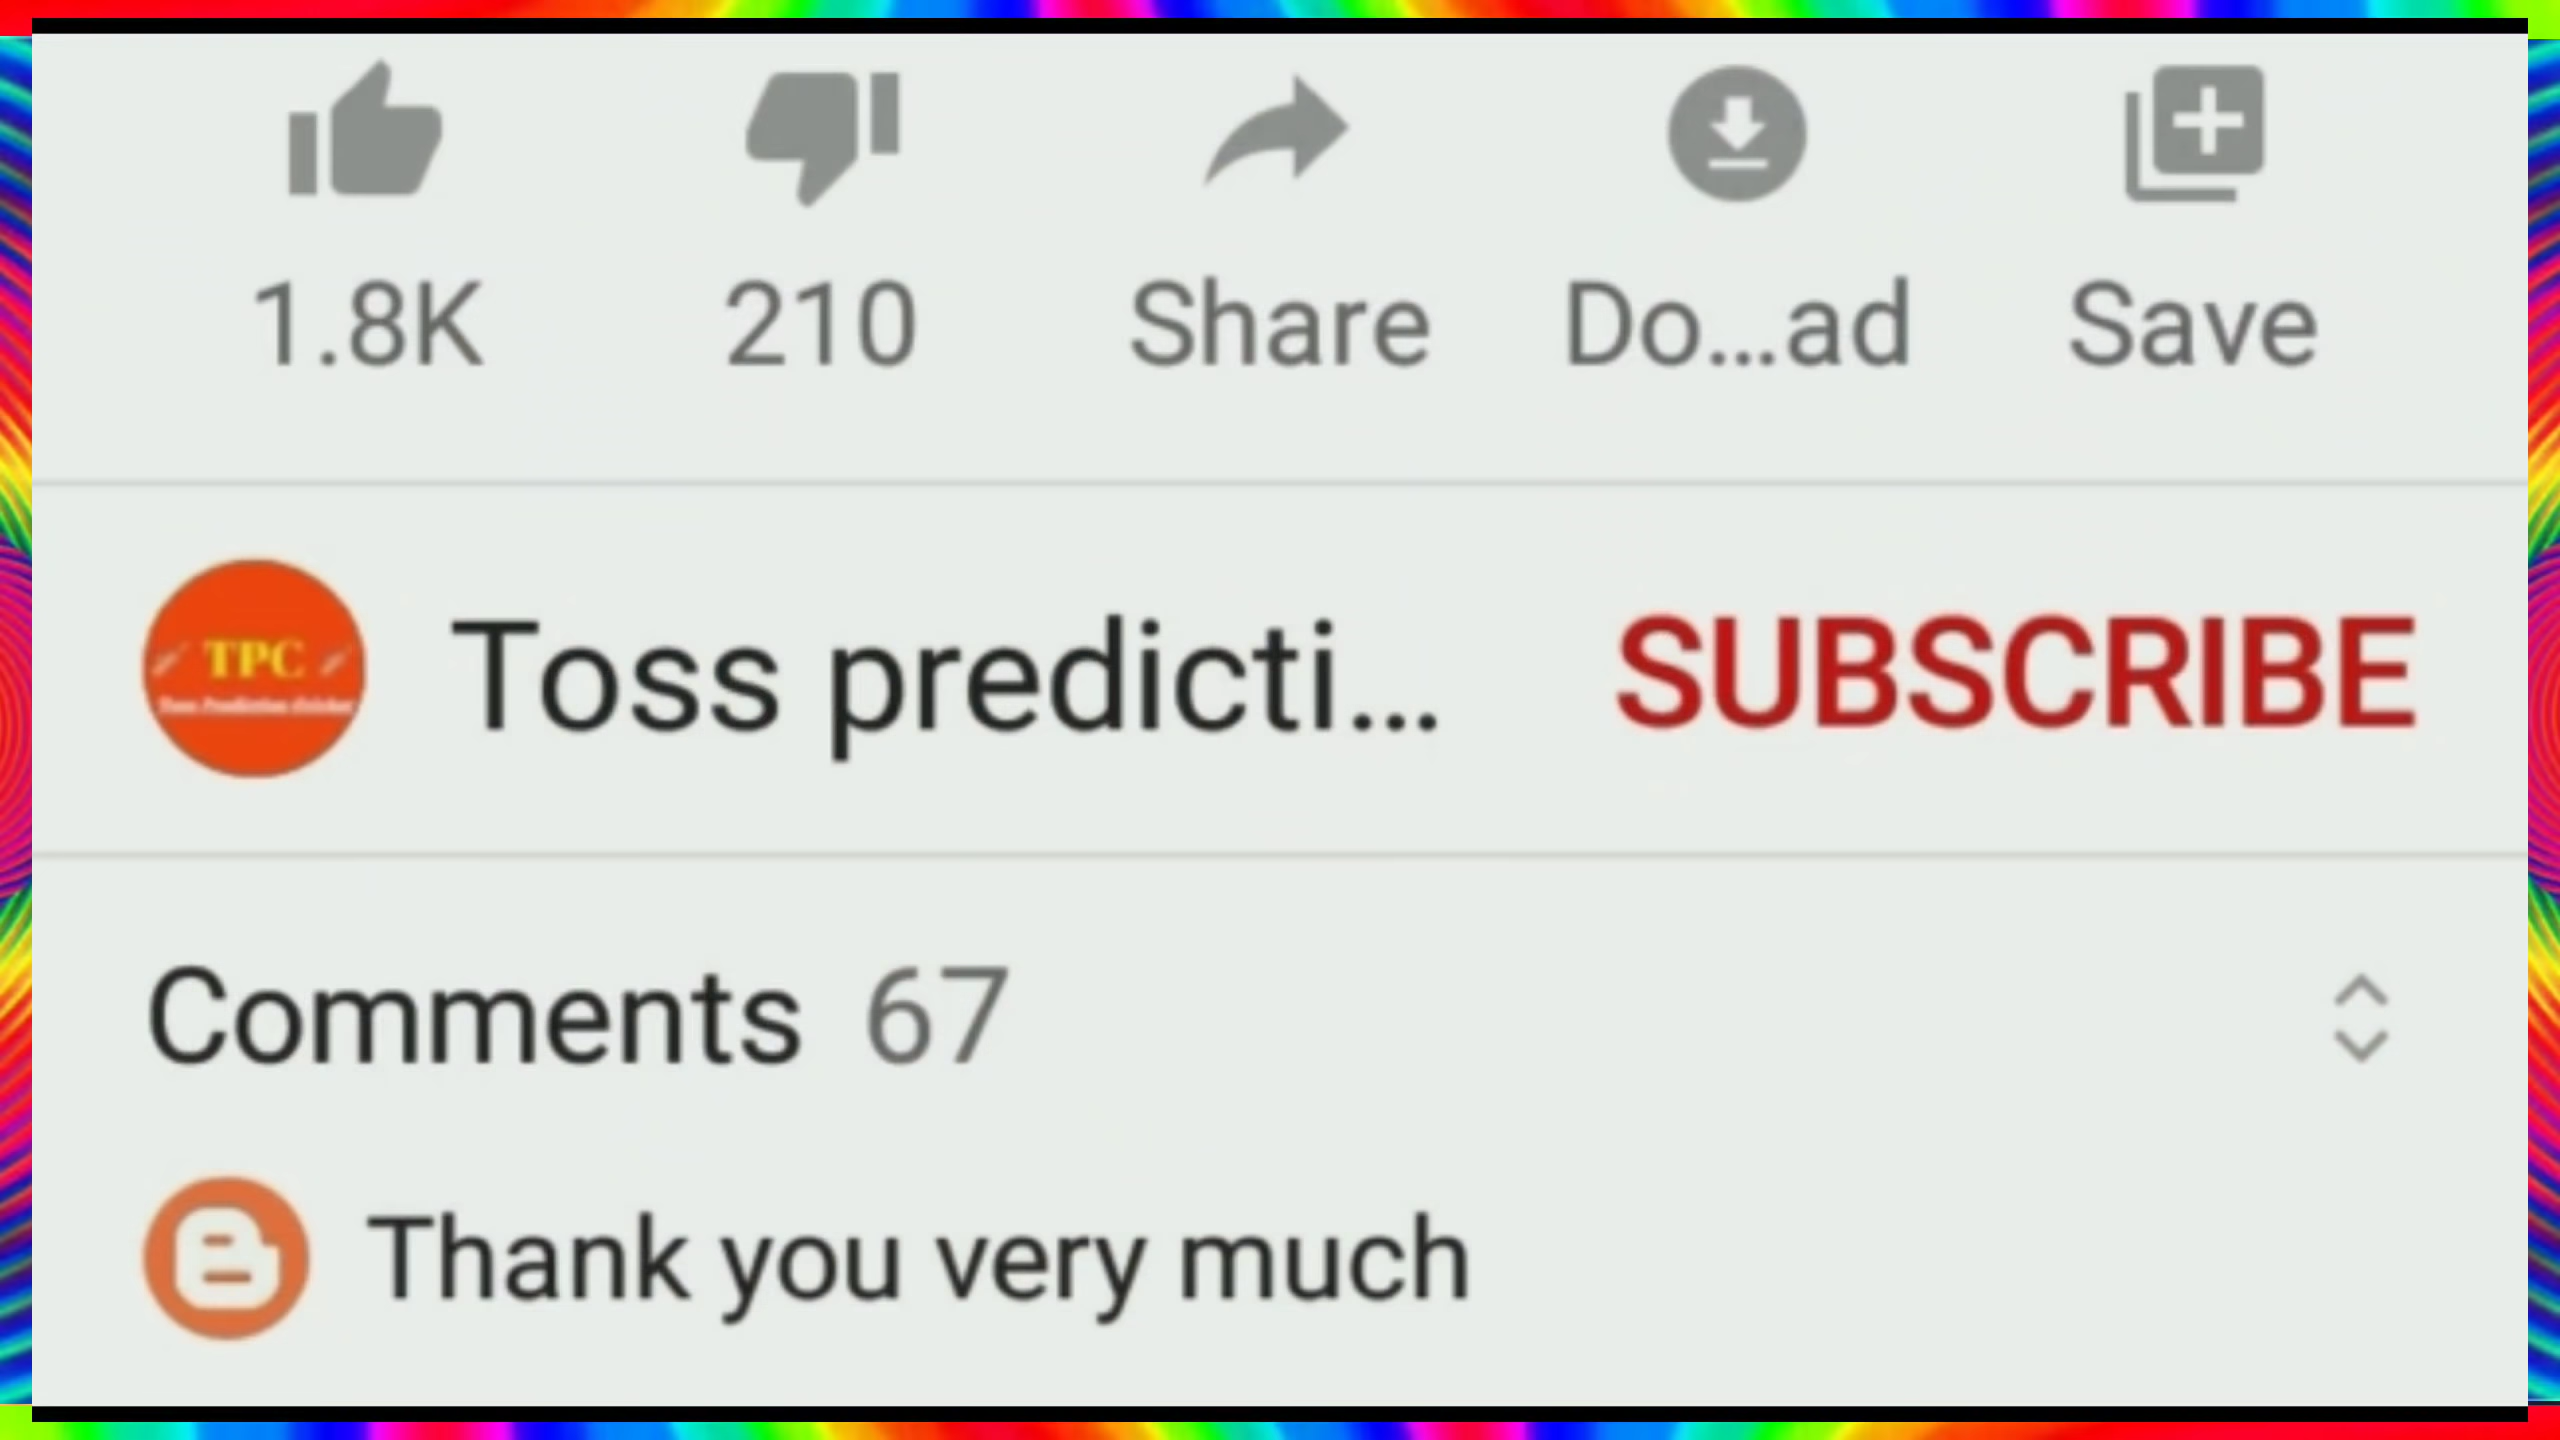 1.8K 210 Share Do...ad Save
TPC
Toss predicti... SUBSCRIBE
Comments 67
Thank you very much